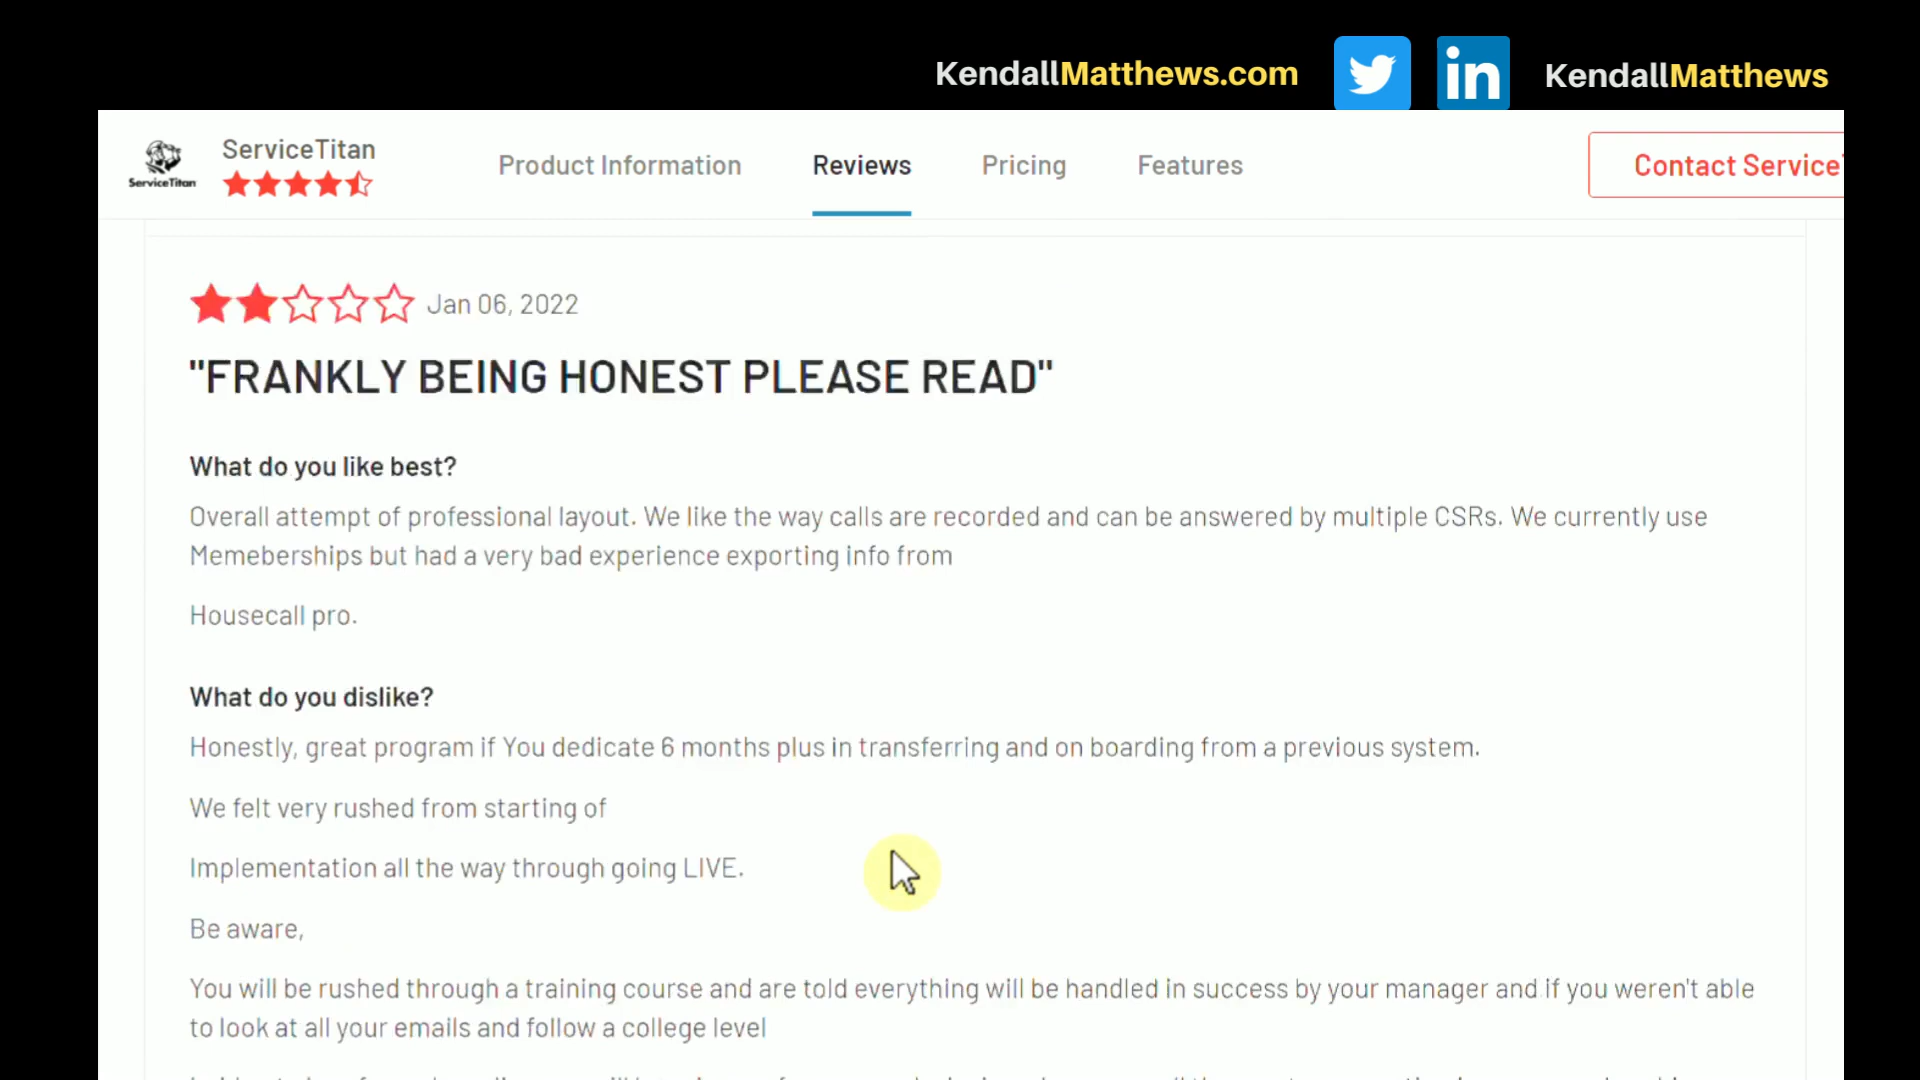 KendallMatthews.com
in
KendallMatthews
ServiceTitan
ServiceTitan
Product Information
Reviews
Pricing
Features
Contact Service
Jan 06, 2022
"FRANKLY BEING HONEST PLEASE READ"
What do you like best?
Overall attempt of professional layout. We like the way calls are recorded and can be answered by multiple CSRs. We currently use
Memeberships but had a very bad experience exporting info from
Housecall pro.
What do you dislike?
Honestly, great program if You dedicate 6 months plus in transferring and on boarding from a previous system.
We felt very rushed from starting of
Implementation all the way through going LIVE.
Be aware,
You will be rushed through a training course and are told everything will be handled in success by your manager and if you weren't able
to look at all your emails and follow a college level